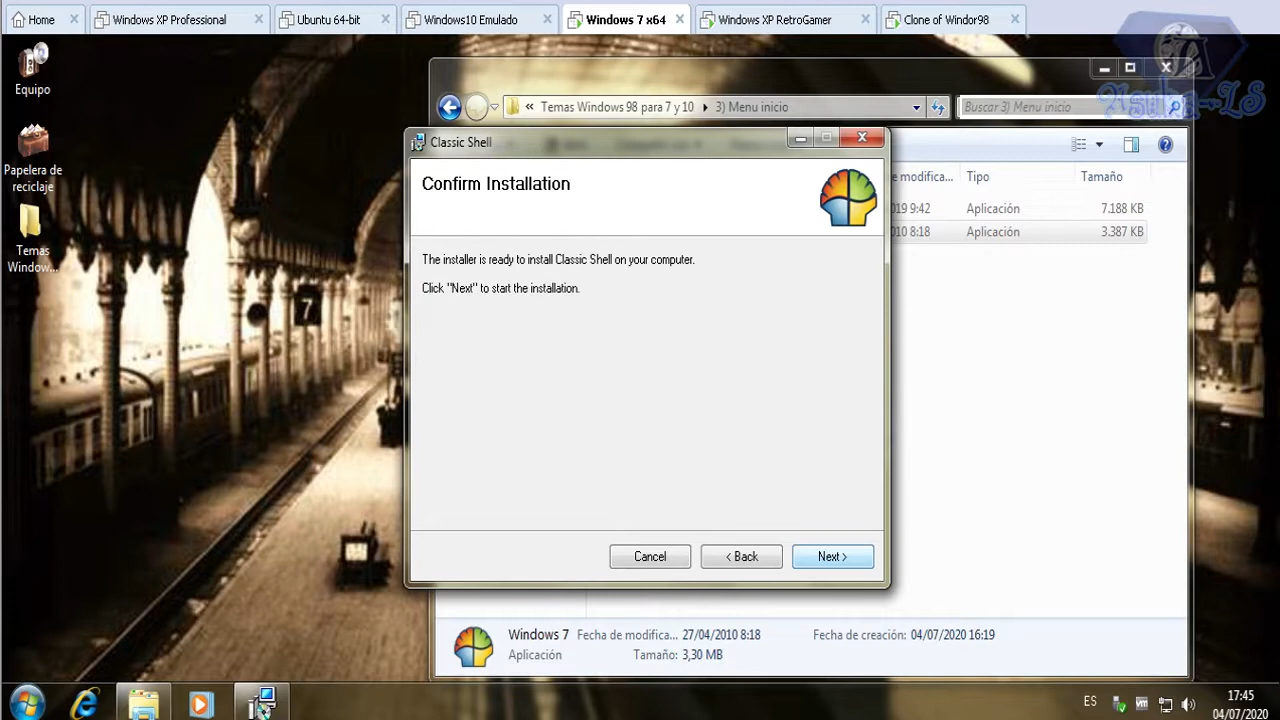 Home
Windows XP Professional
Ubuntu 64-bit
Windows10 Emulado
Windows 7 x64
Windows XP RetroGamer
Clone of Windor98
Equipo
Papelera de
reciclaje
Temas
Window...
« Temas Windows 98 para 7 y 10 3) Menu inicio
Buscar 3) Menu inicio
Asuka-LS
Classic Shell
e modifica... Tipo Tamaño
019 9:42 Aplicación 7.188 KB
010 8:18 Aplicación 3.387 KB
Confirm Installation
The installer is ready to install Classic Shell on your computer.
Click "Next" to start the installation.
Cancel
< Back
Next >
Windows 7 Fecha de modifica... 27/04/2010 8:18 Fecha de creación: 04/07/2020 16:19
Aplicación Tamaño: 3,30 MB
7
ES
17:45
04/07/2020